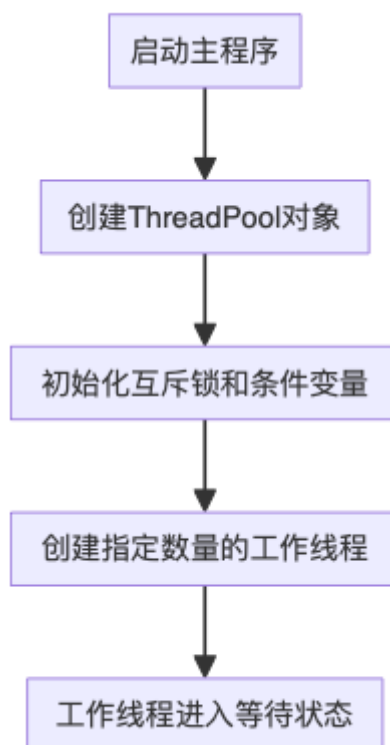 启动主程序
创建ThreadPool对象
初始化互斥锁和条件变量
创建指定数量的工作线程
工作线程进入等待状态